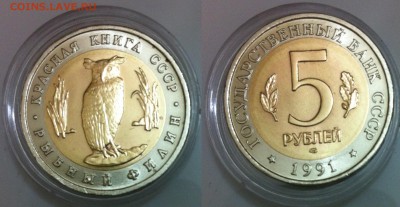 COINS.LAVE.RU
КРАСНАЯ КНИГА СССР
РЫБНЫЙ ФИЛИН
ГОСУДАРСТВЕННЫЙ БАНК СССР
5
РУБЛЕЙ
1991